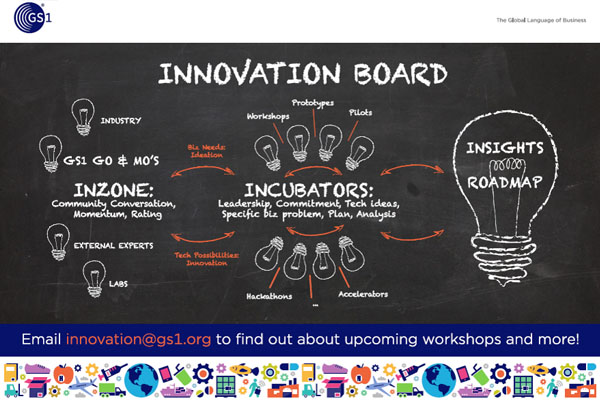 GS1
The Global Language of Business
INNOVATION BOARD
INDUSTRY
GS1 GO & MO'S
INZONE:
Community Conversation,
Momentum, Rating
EXTERNAL EXPERTS
LABS
Biz Needs:
Ideation
Tech Possibilities:
Innovation
Workshops
Prototypes
Pilots
INCUBATORS:
Leadership, Commitment, Tech ideas,
Specific biz problem, Plan, Analysis
Hackathons
...
Accelerators
INSIGHTS
ROADMAP
Email innovation@gs1.org to find out about upcoming workshops and more!